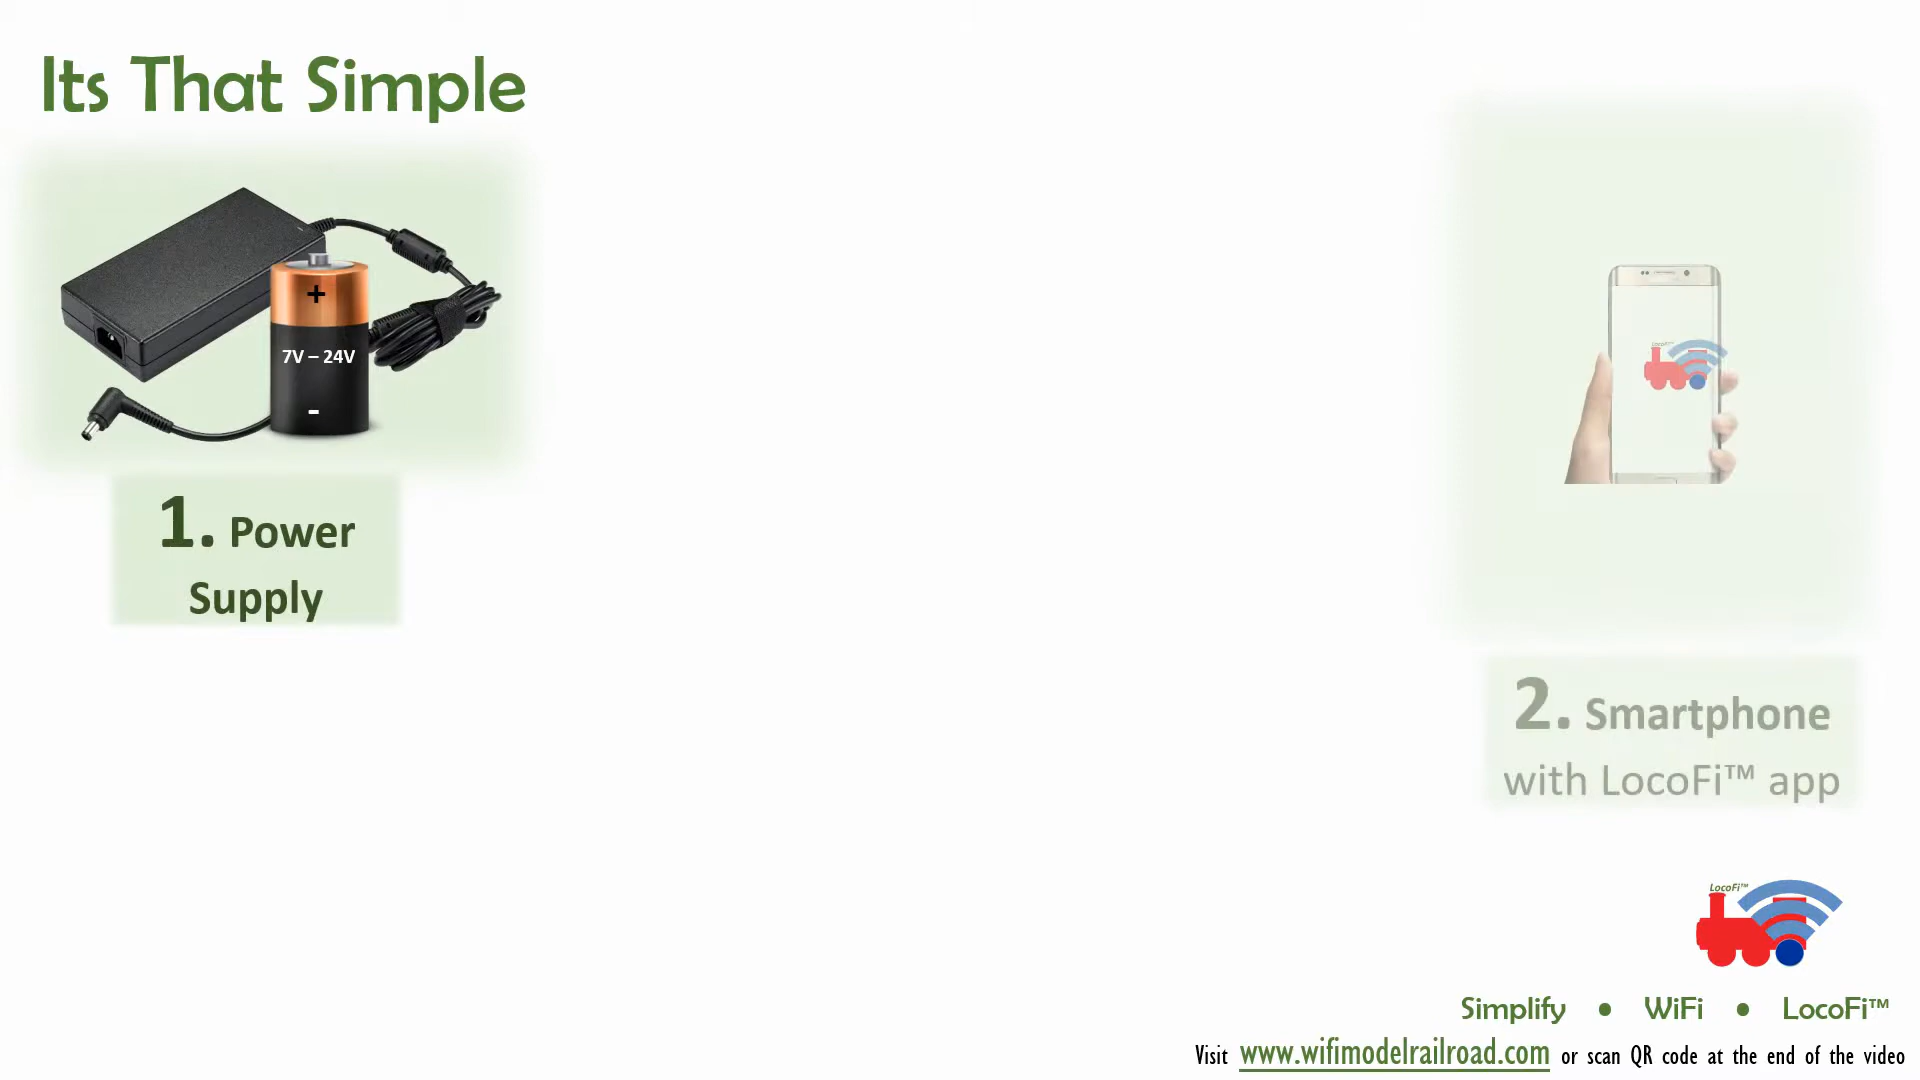 Its That Simple
+
7V – 24V
-
1. Power
Supply
LocoFi™
2. Smartphone
with LocoFi™ app
LocoFi™
Simplify • WiFi • LocoFi™
Visit www.wifimodelrailroad.com or scan QR code at the end of the video